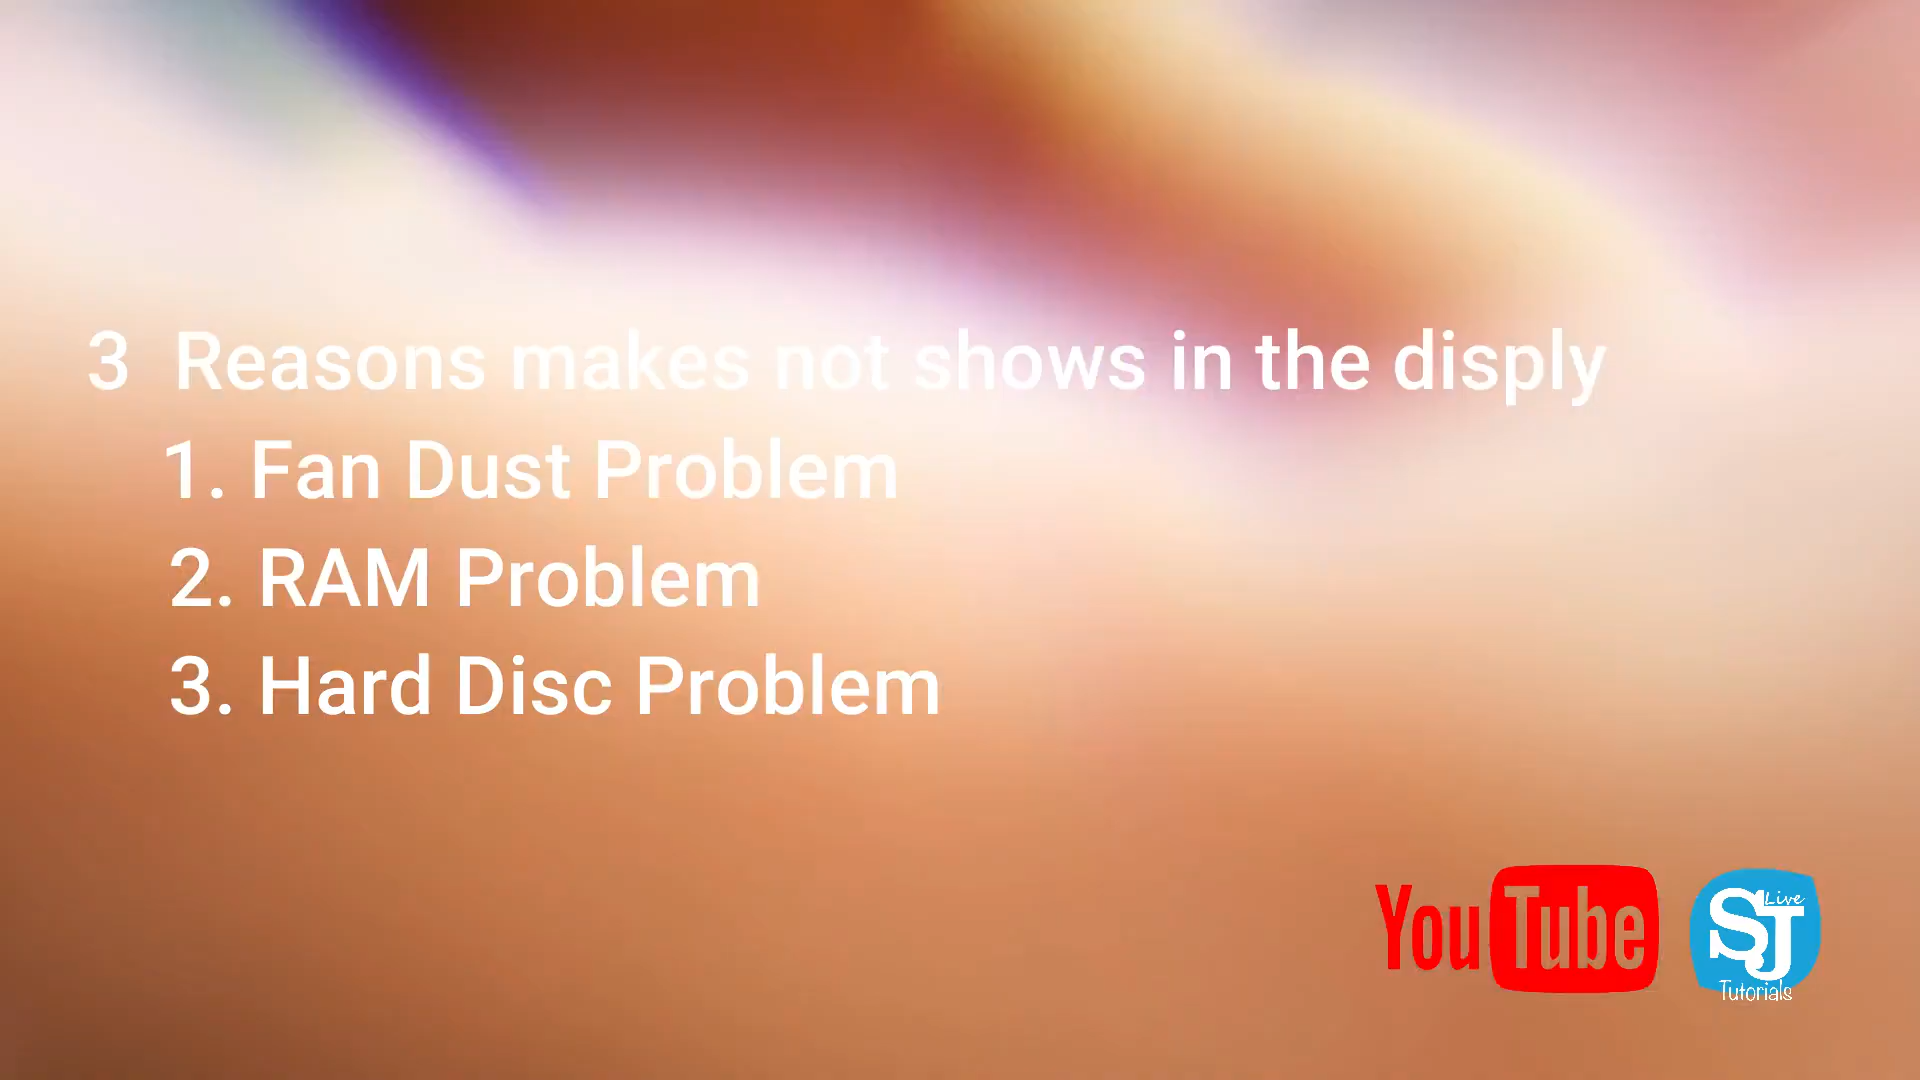 3 Reasons makes not shows in the disply
1. Fan Dust Problem
2. RAM Problem
3. Hard Disc Problem
YouTube
SJ Live
Tutorials